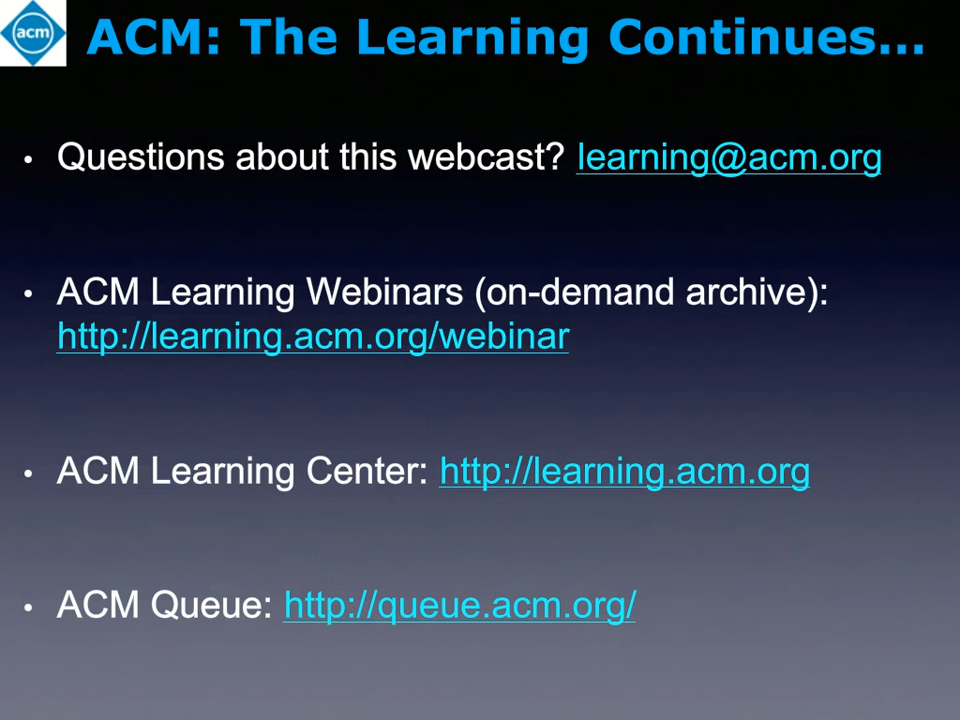 acm
ACM: The Learning Continues...
• Questions about this webcast? learning@acm.org
• ACM Learning Webinars (on-demand archive):
http://learning.acm.org/webinar
• ACM Learning Center: http://learning.acm.org
• ACM Queue: http://queue.acm.org/